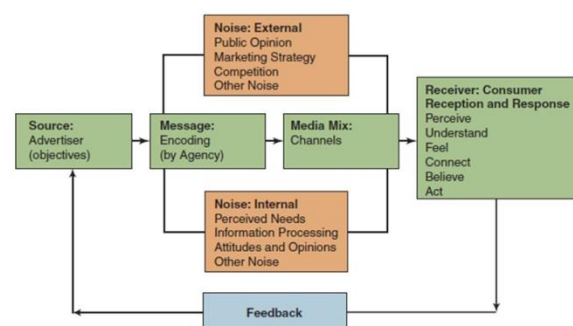 Noise: External
Public Opinion
Marketing Strategy
Competition
Other Noise
Source:
Advertiser
(objectives)
Message:
Encoding
(by Agency)
Media Mix:
Channels
Receiver: Consumer
Reception and Response
Perceive
Understand
Feel
Connect
Believe
Act
Noise: Internal
Perceived Needs
Information Processing
Attitudes and Opinions
Other Noise
Feedback